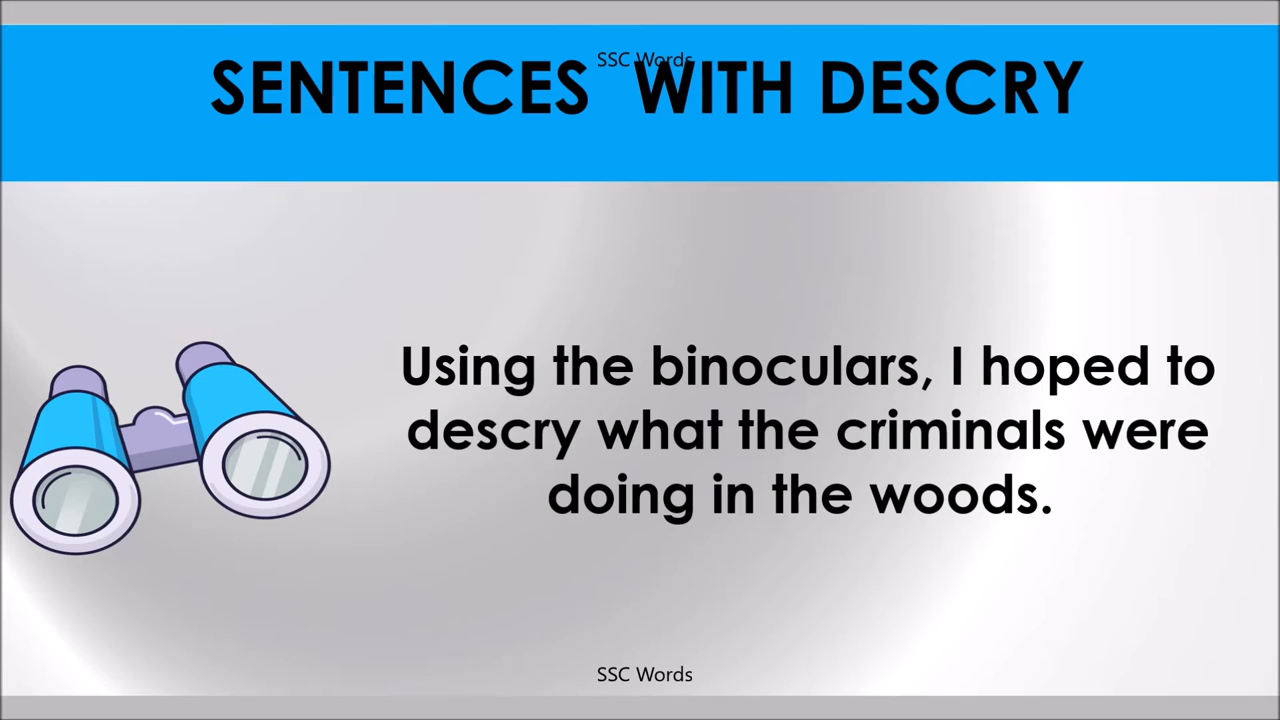 SSC Words
SENTENCES WITH DESCRY
Using the binoculars, I hoped to
descry what the criminals were
doing in the woods.
SSC Words